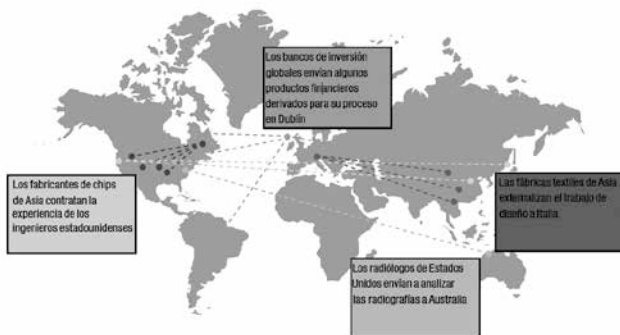 Los bancos de inversión
globales envían algunos
productos financieros
derivados para su proceso
en Dublín
Los fabricantes de chips
de Asia contratan la
experiencia de los
ingenieros estadounidenses
Las fábricas textiles de Asia
externalizan el trabajo de
diseño a Italia
Los radiólogos de Estados
Unidos envían a analizar
las radiografías a Australia